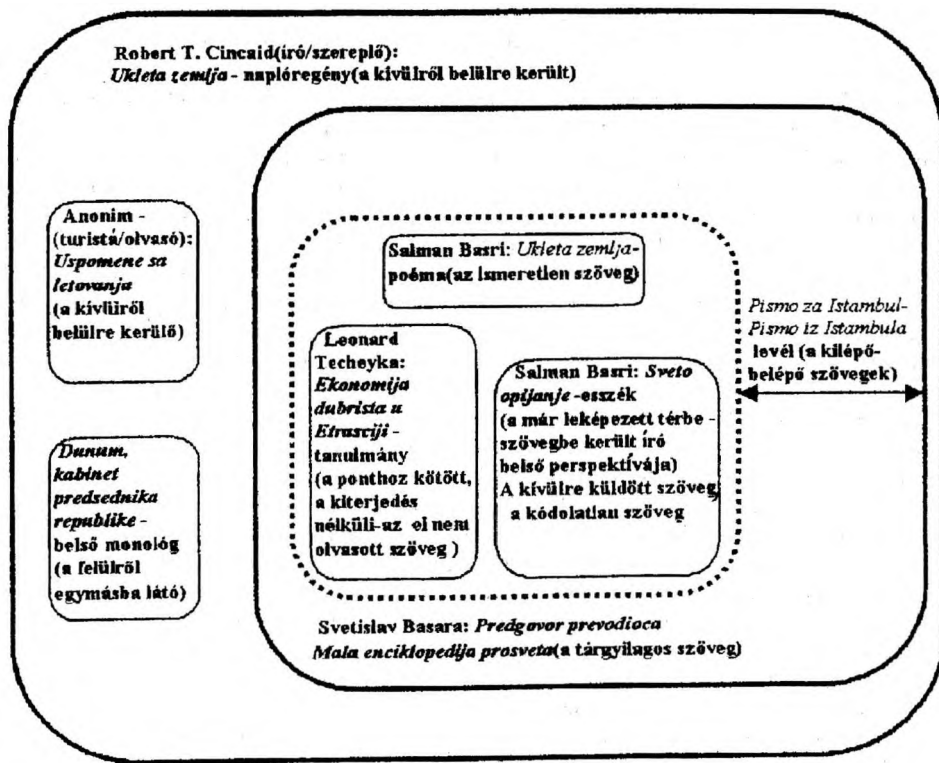 Robert T. Cincaid(író/szereplő):
Ukleta zemlja - naplóregény(a kívülről belülre került)
Anonim -
(turista/olvasó):
Uspomene sa
letovanja
(a kívülről
belülre kerülő)
Dunum,
kabinet
predsednika
republike -
belső monológ
(a felülről
egymásba látó)
Salman Basri: Ukleta zemlja-
poéma(az ismeretlen szöveg)
Leonard
Techeyka:
Ekonomija
dubrista u
Etrasciji -
tanulmány
(a ponthoz kötött,
a kiterjedés
nélküli-az el nem
olvasott szöveg )
Salman Basri: Sveto
opijanje -esszék
(a már leképezett térbe -
szövegbe került író
belső perspektívája)
A kívülre küldött szöveg
a kódolatlan szöveg
Pismo za Istambul-
Pismo iz Istambula
levél (a kilépő-
belépő szövegek)
Svetislav Basara: Predgovor prevodioca
Mala enciklopedija prosveta(a tárgyilagos szöveg)